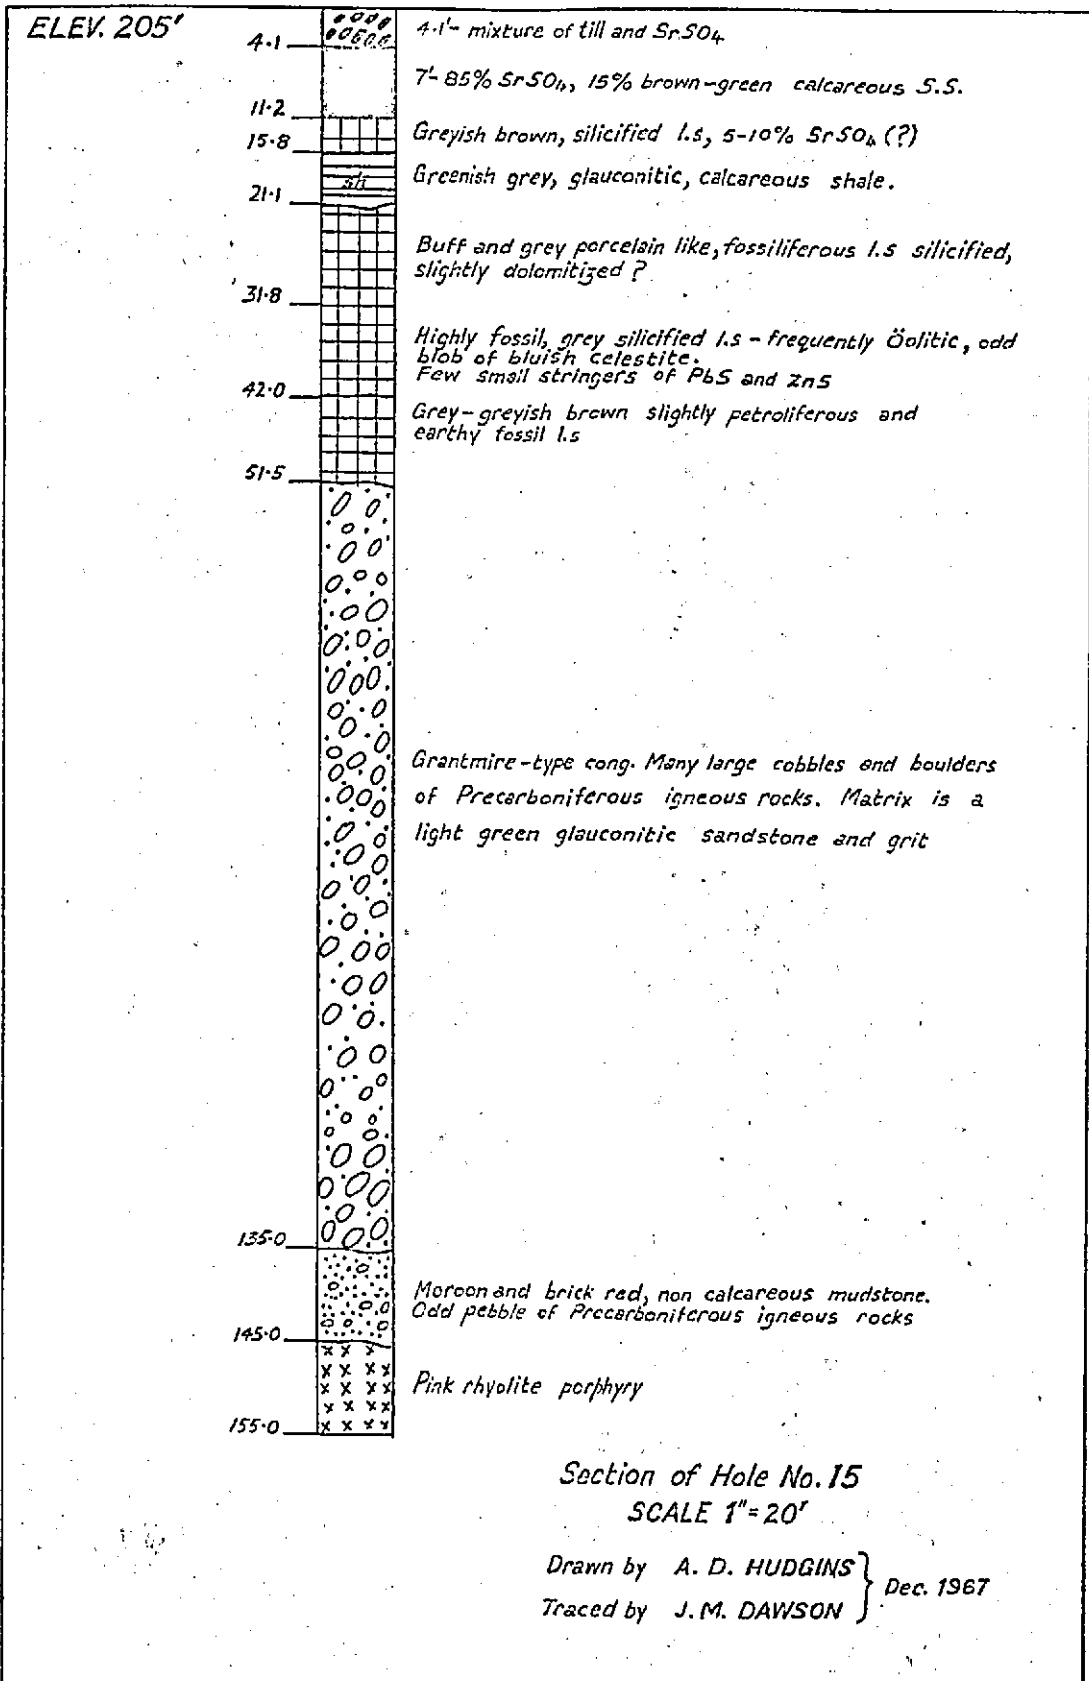 ELEV. 205'
4.1
4.1'- mixture of till and SrSO4
7'- 85% SrSO4, 15% brown-green calcareous S.S.
11.2
Greyish brown, silicified l.s, 5-10% SrSO4 (?)
15.8
sh
Greenish grey, glauconitic, calcareous shale.
21.1
Buff and grey porcelain like, fossiliferous l.s silicified,
slightly dolomitized ?
31.8
Highly fossil, grey silicified l.s - frequently Öolitic, odd
blob of bluish celestite.
Few small stringers of PbS and ZnS
42.0
Grey-greyish brown slightly petroliferous and
earthy fossil l.s
51.5
Grantmire-type cong. Many large cobbles and boulders
of Precarboniferous igneous rocks. Matrix is a
light green glauconitic sandstone and grit
135.0
Moroon and brick red, non calcareous mudstone.
Odd pebble of Precarboniferous igneous rocks
145.0
Pink rhyolite porphyry
155.0
Section of Hole No. 15
SCALE 1"=20'
Drawn by A. D. HUDGINS
Dec. 1967
Traced by J. M. DAWSON